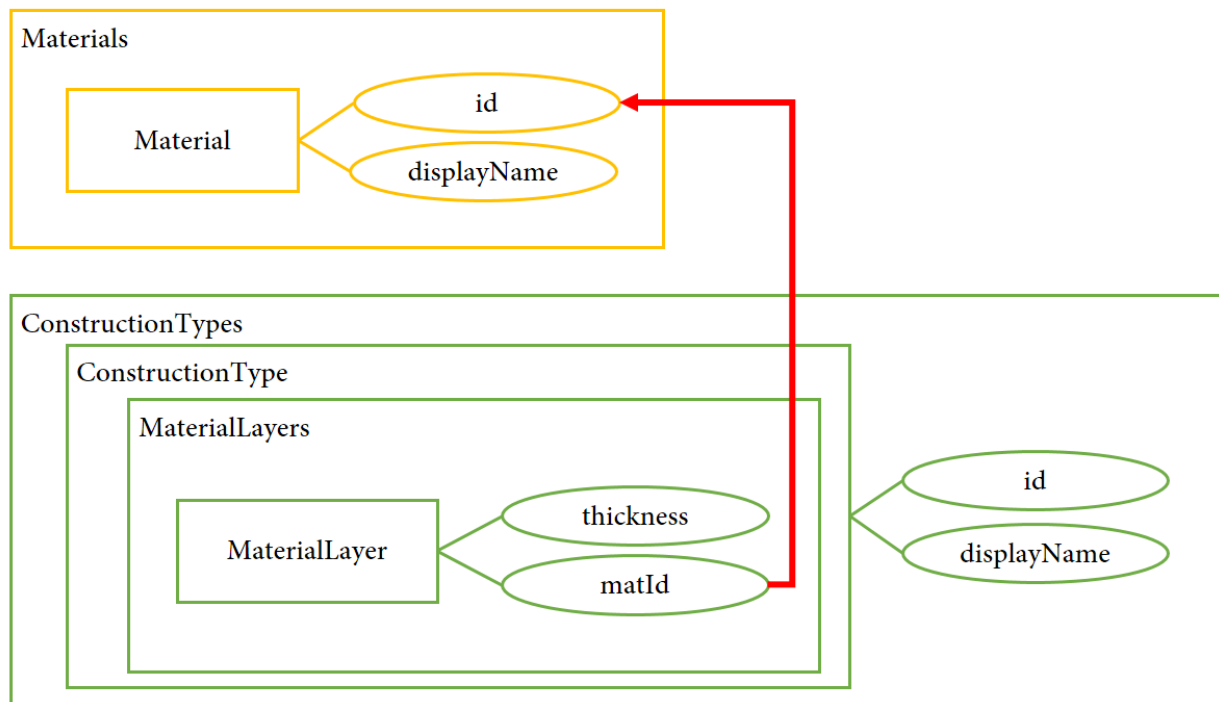 Materials
Material
id
displayName
ConstructionTypes
ConstructionType
MaterialLayers
MaterialLayer
thickness
matId
id
displayName